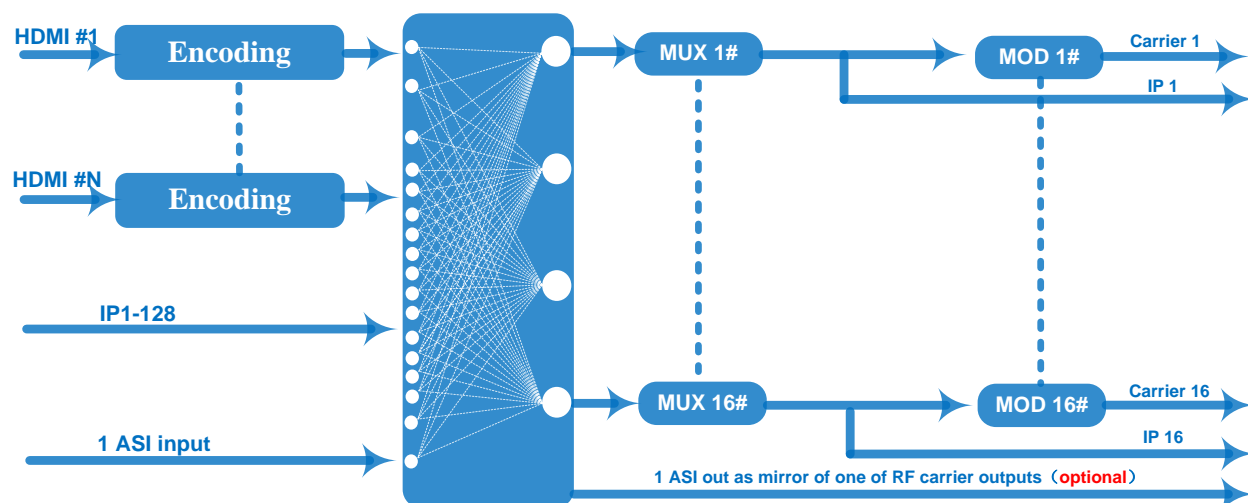 HDMI #1
Encoding
MUX 1#
MOD 1#
Carrier 1
IP 1
HDMI #N
Encoding
IP1-128
MUX 16#
MOD 16#
Carrier 16
IP 16
1 ASI input
1 ASI out as mirror of one of RF carrier outputs（optional）